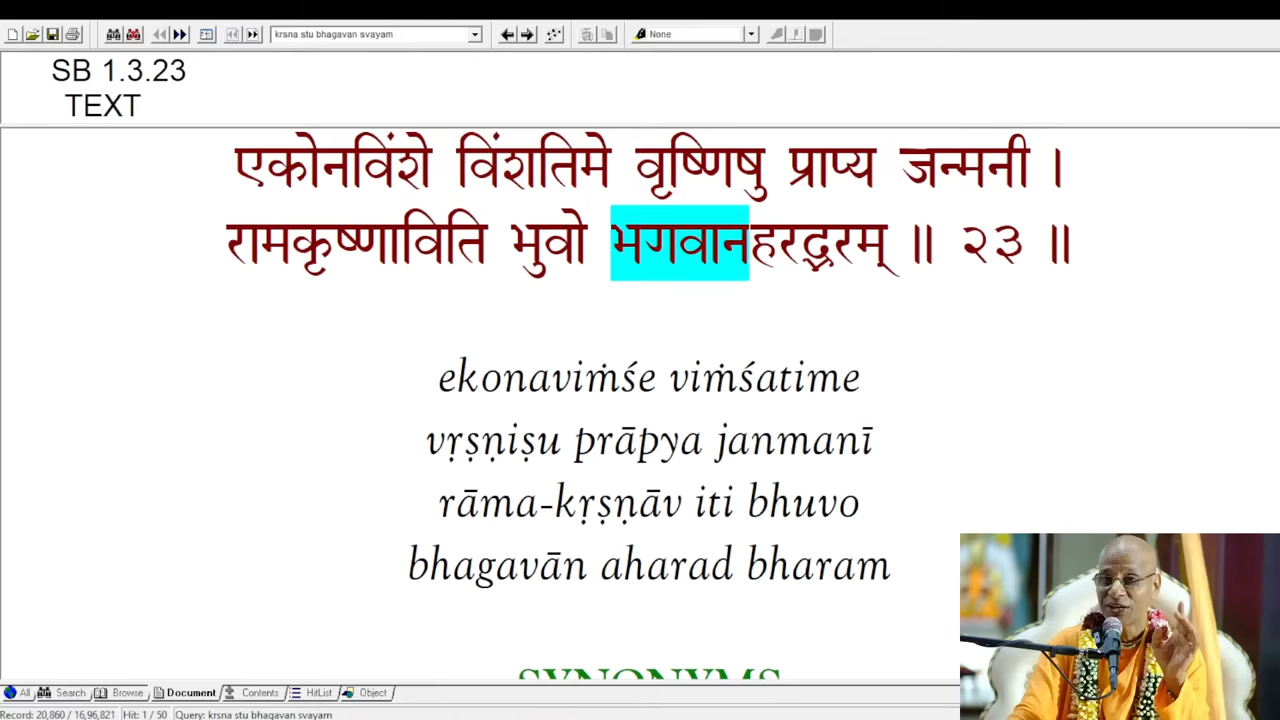 krsna stu bhagavan svayam
None
SB 1.3.23
TEXT
एकोनविंशे विंशतिमे वृष्णिषु प्राप्य जन्मनी ।
रामकृष्णाविति भुवो भगवानहरद्भरम् ॥ २३ ॥
ekonaviṁśe viṁśatime
vṛṣṇiṣu prāpya janmanī
rāma-kṛṣṇāv iti bhuvo
bhagavān aharad bharam
SYNONYMS
All Search Browse Document Contents HitList Object
Record: 20,860 / 16,96,821 Hit: 1 / 50 Query: krsna stu bhagavan svayam